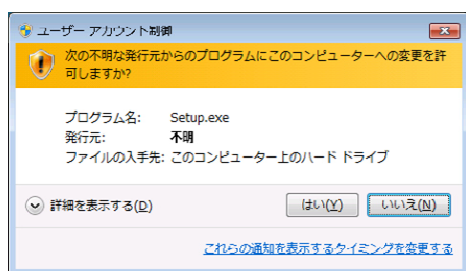 ユーザー アカウント制御
次の不明な発行元からのプログラムにこのコンピューターへの変更を許
可しますか?
プログラム名: Setup.exe
発行元: 不明
ファイルの入手先: このコンピューター上のハード ドライブ
詳細を表示する(D)
はい(Y)
いいえ(N)
これらの通知を表示するタイミングを変更する